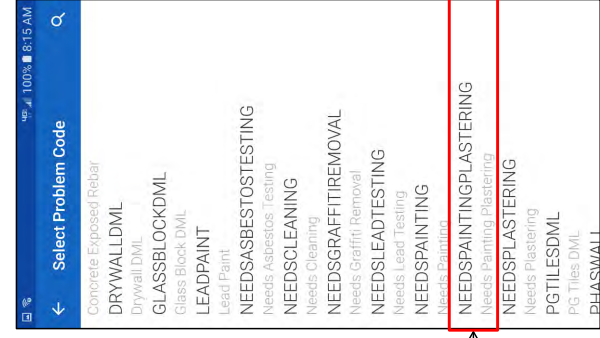 4G 100% 8:15 AM
Select Problem Code
Concrete Exposed Rebar
DRYWALLDML
Drywall DML
GLASSBLOCKDML
Glass Block DML
LEADPAINT
Lead Paint
NEEDSASBESTOSTESTING
Needs Asbestos Testing
NEEDSCLEANING
Needs Cleaning
NEEDSGRAFFITIREMOVAL
Needs Graffiti Removal
NEEDSLEADTESTING
Needs Lead Testing
NEEDSPAINTING
Needs Painting
NEEDSPAINTINGPLASTERING
Needs Painting Plastering
NEEDSPLASTERING
Needs Plastering
PGTILESDML
PG Tiles DML
PHASWALL